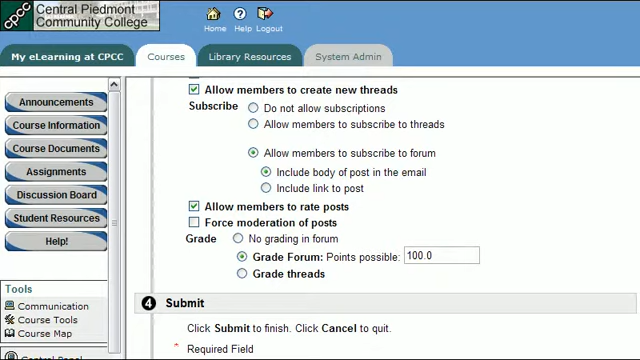 CPCC
Central Piedmont
Community College
Home Help Logout
My eLearning at CPCC Courses Library Resources System Admin
Announcements
Course Information
Course Documents
Assignments
Discussion Board
Student Resources
Help!
Tools
Communication
Course Tools
Course Map
Control Panel
Allow members to create new threads
Subscribe Do not allow subscriptions
Allow members to subscribe to threads
Allow members to subscribe to forum
Include body of post in the email
Include link to post
Allow members to rate posts
Force moderation of posts
Grade No grading in forum
Grade Forum: Points possible: 100.0
Grade threads
4 Submit
Click Submit to finish. Click Cancel to quit.
* Required Field